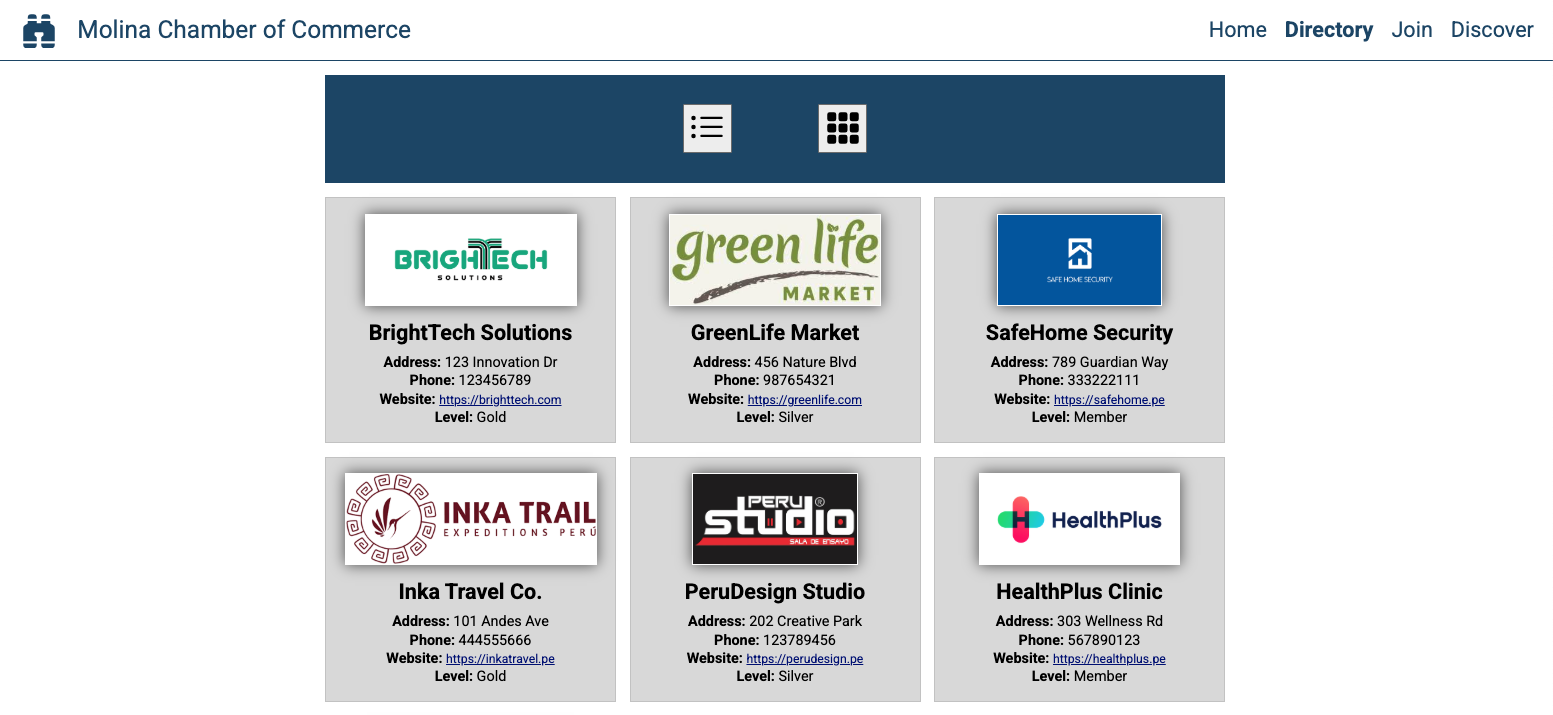 Molina Chamber of Commerce
Home Directory Join Discover
BRIGHTECH
SOLUTIONS
BrightTech Solutions
Address: 123 Innovation Dr
Phone: 123456789
Website: https://brighttech.com
Level: Gold
green life
MARKET
GreenLife Market
Address: 456 Nature Blvd
Phone: 987654321
Website: https://greenlife.com
Level: Silver
SAFE HOME SECURITY
SafeHome Security
Address: 789 Guardian Way
Phone: 333222111
Website: https://safehome.pe
Level: Member
INKA TRAIL
EXPEDITIONS PERÚ
Inka Travel Co.
Address: 101 Andes Ave
Phone: 444555666
Website: https://inkatravel.pe
Level: Gold
PERU®
studio
SALA DE ENSAYO
PeruDesign Studio
Address: 202 Creative Park
Phone: 123789456
Website: https://perudesign.pe
Level: Silver
H HealthPlus
HealthPlus Clinic
Address: 303 Wellness Rd
Phone: 567890123
Website: https://healthplus.pe
Level: Member